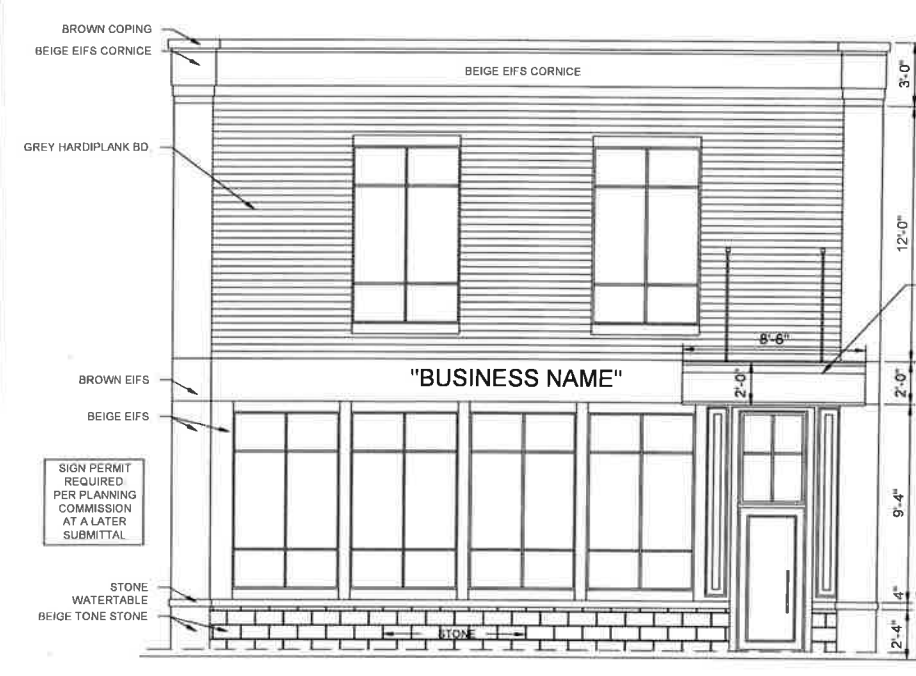 BROWN COPING
BEIGE EIFS CORNICE
BEIGE EIFS CORNICE
3'-0"
GREY HARDIPLANK BD
12'-0"
8'-6"
BROWN EIFS
"BUSINESS NAME"
2'-0"
2'-0"
BEIGE EIFS
SIGN PERMIT
REQUIRED
PER PLANNING
COMMISSION
AT A LATER
SUBMITTAL
9'-4"
STONE
WATERTABLE
4"
BEIGE TONE STONE
STONE
2'-4"